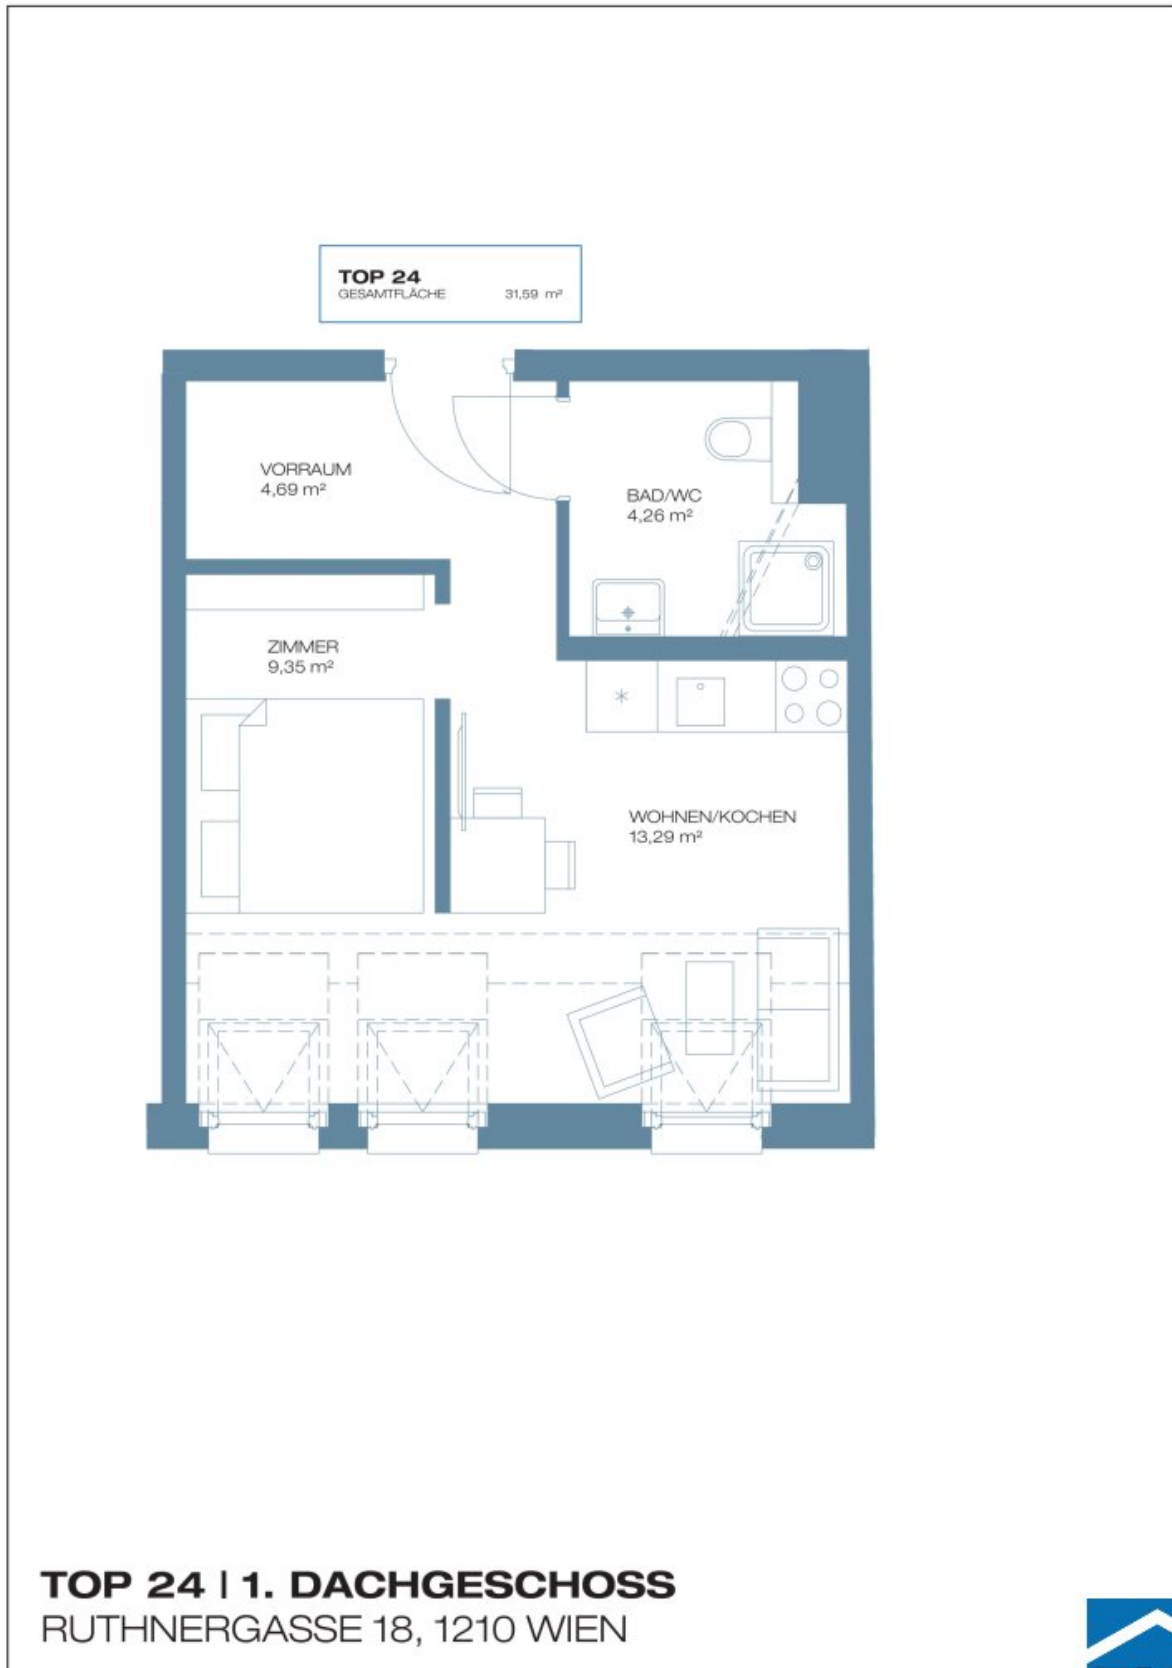 TOP 24
GESAMTFLÄCHE 31,59 m²
VORRAUM
4,69 m²
BAD/WC
4,26 m²
ZIMMER
9,35 m²
WOHNEN/KOCHEN
13,29 m²
TOP 24 | 1. DACHGESCHOSS
RUTHNERGASSE 18, 1210 WIEN